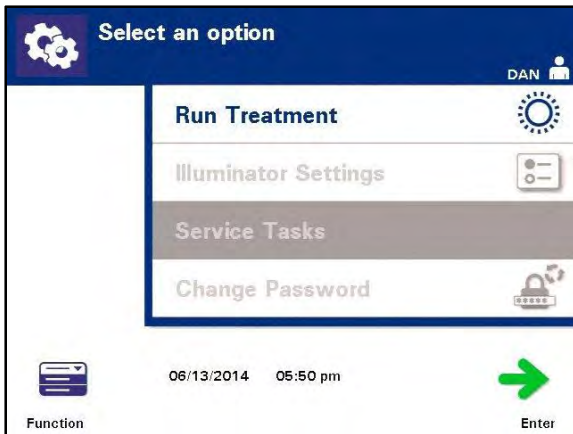 Select an option
DAN
Run Treatment
Illuminator Settings
Service Tasks
Change Password
06/13/2014 05:50 pm
Function
Enter